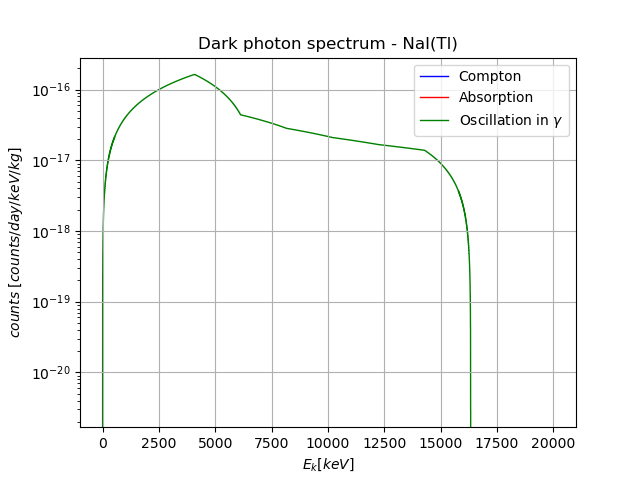 Dark photon spectrum - NaI(Tl)
Compton
Absorption
Oscillation in γ
10⁻¹⁶
10⁻¹⁷
10⁻¹⁸
10⁻¹⁹
10⁻²⁰
counts [counts/day/keV/kg]
0 2500 5000 7500 10000 12500 15000 17500 20000
Eₖ[keV]